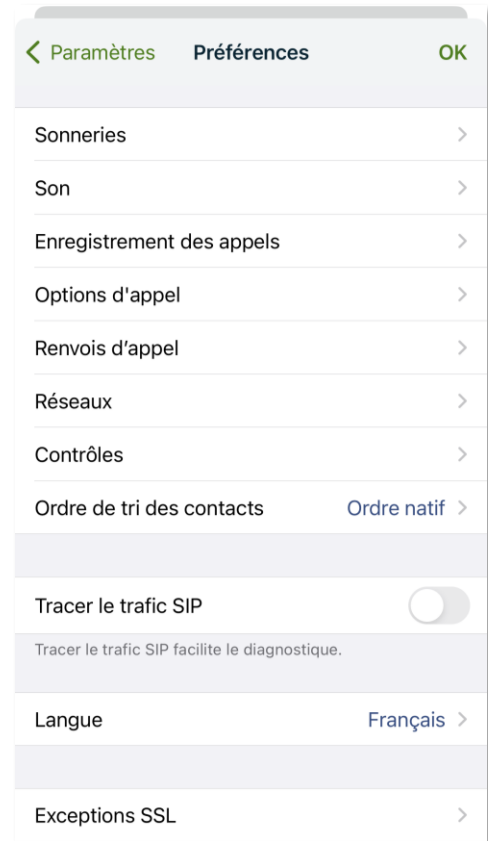 Paramètres Préférences OK
Sonneries
Son
Enregistrement des appels
Options d'appel
Renvois d’appel
Réseaux
Contrôles
Ordre de tri des contacts Ordre natif
Tracer le trafic SIP
Tracer le trafic SIP facilite le diagnostique.
Langue Français
Exceptions SSL